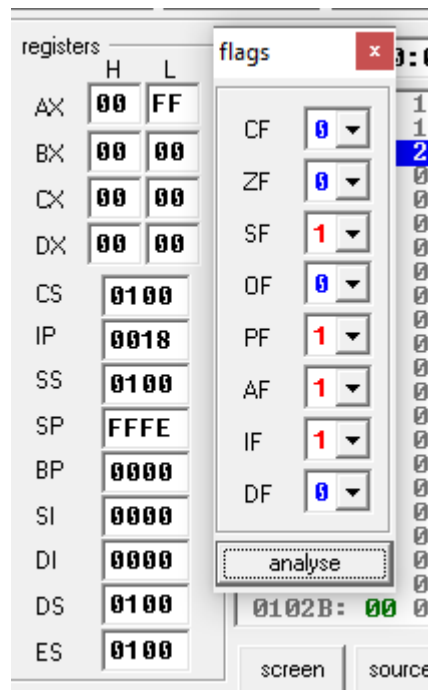 registers
H L
AX 00 FF
BX 00 00
CX 00 00
DX 00 00
CS 0100
IP 0018
SS 0100
SP FFFE
BP 0000
SI 0000
DI 0000
DS 0100
ES 0100
flags x
CF 0
ZF 0
SF 1
OF 0
PF 1
AF 1
IF 1
DF 0
analyse
0102B: 00 0
screen source